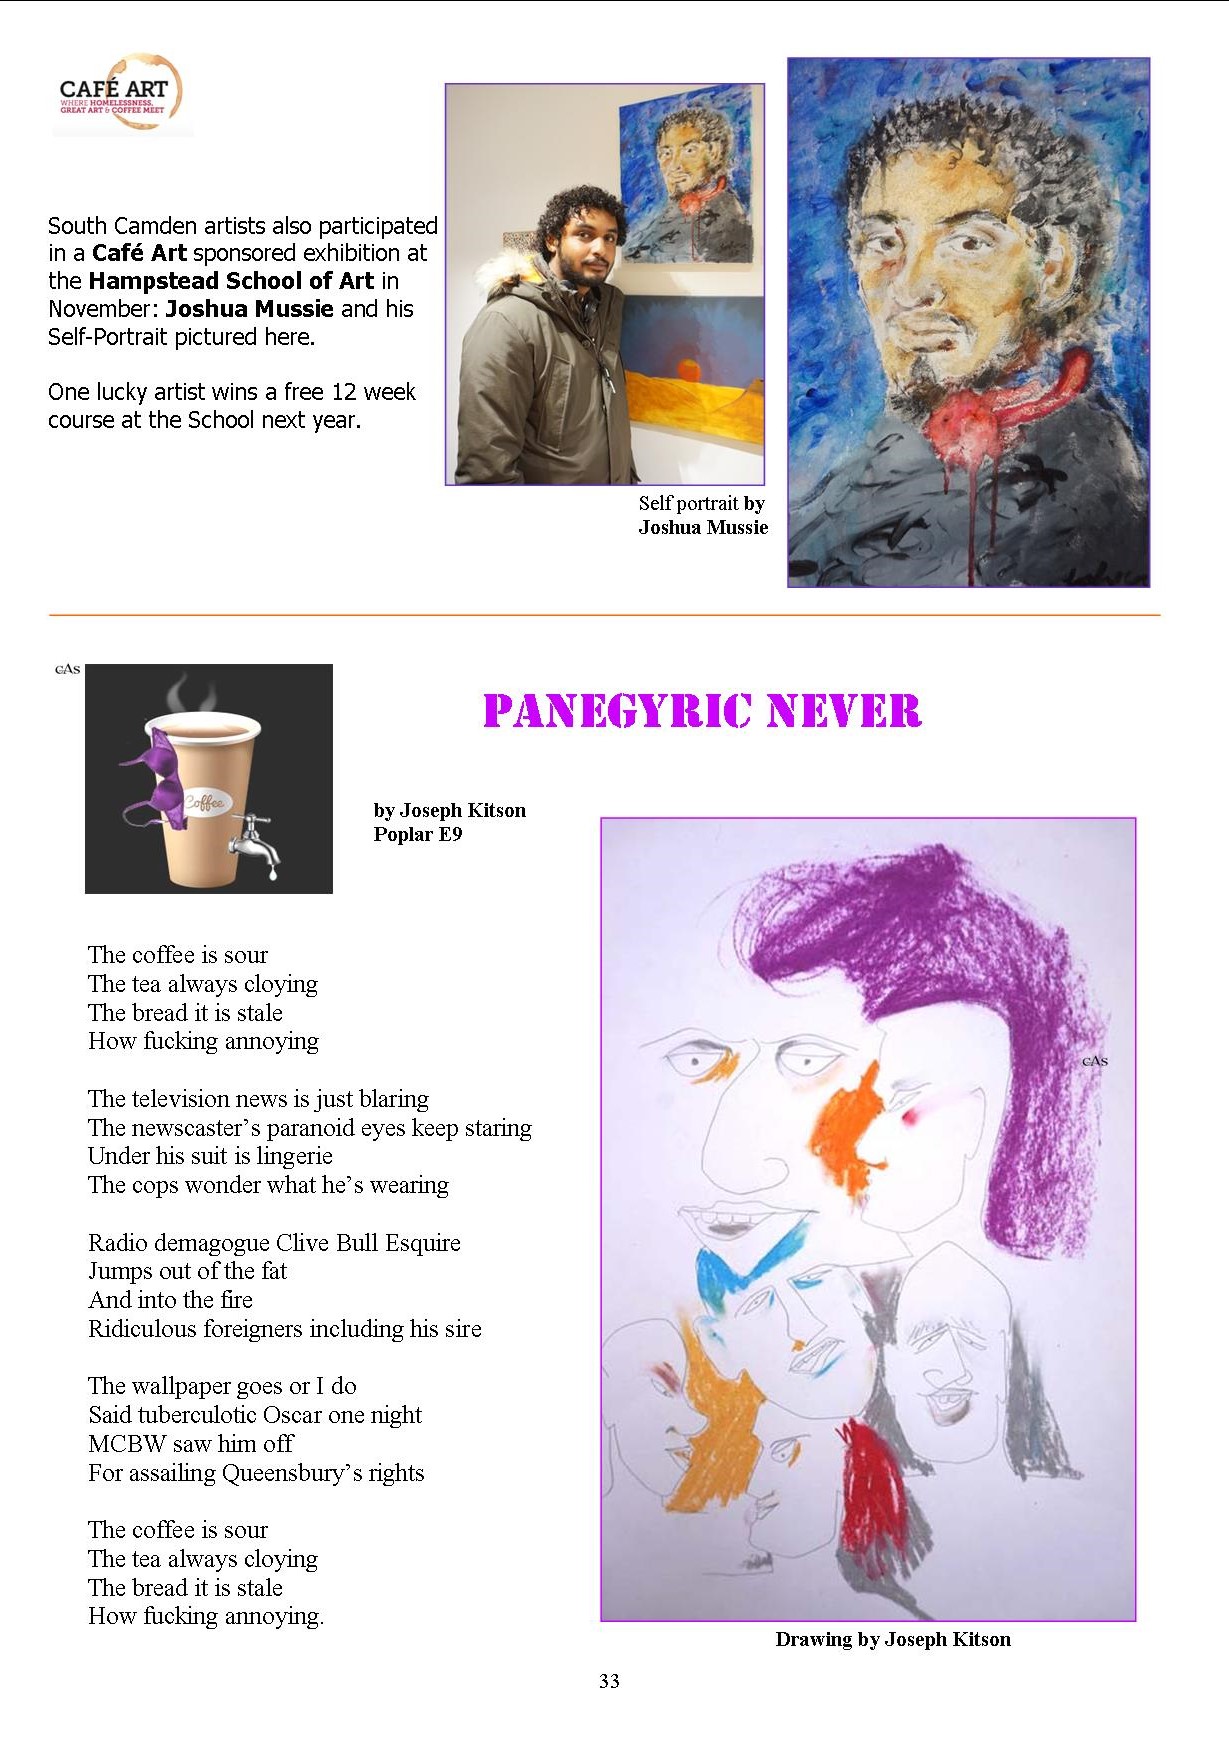 CAFÉ ART
WHERE HOMELESSNESS,
GREAT ART & COFFEE MEET
South Camden artists also participated
in a Café Art sponsored exhibition at
the Hampstead School of Art in
November: Joshua Mussie and his
Self-Portrait pictured here.
One lucky artist wins a free 12 week
course at the School next year.
Self portrait by
Joshua Mussie
GAS
Coffee
PANEGYRIC NEVER
by Joseph Kitson
Poplar E9
The coffee is sour
The tea always cloying
The bread it is stale
How fucking annoying
The television news is just blaring
The newscaster’s paranoid eyes keep staring
Under his suit is lingerie
The cops wonder what he’s wearing
Radio demagogue Clive Bull Esquire
Jumps out of the fat
And into the fire
Ridiculous foreigners including his sire
The wallpaper goes or I do
Said tuberculotic Oscar one night
MCBW saw him off
For assailing Queensbury’s rights
The coffee is sour
The tea always cloying
The bread it is stale
How fucking annoying.
GAS
Drawing by Joseph Kitson
33